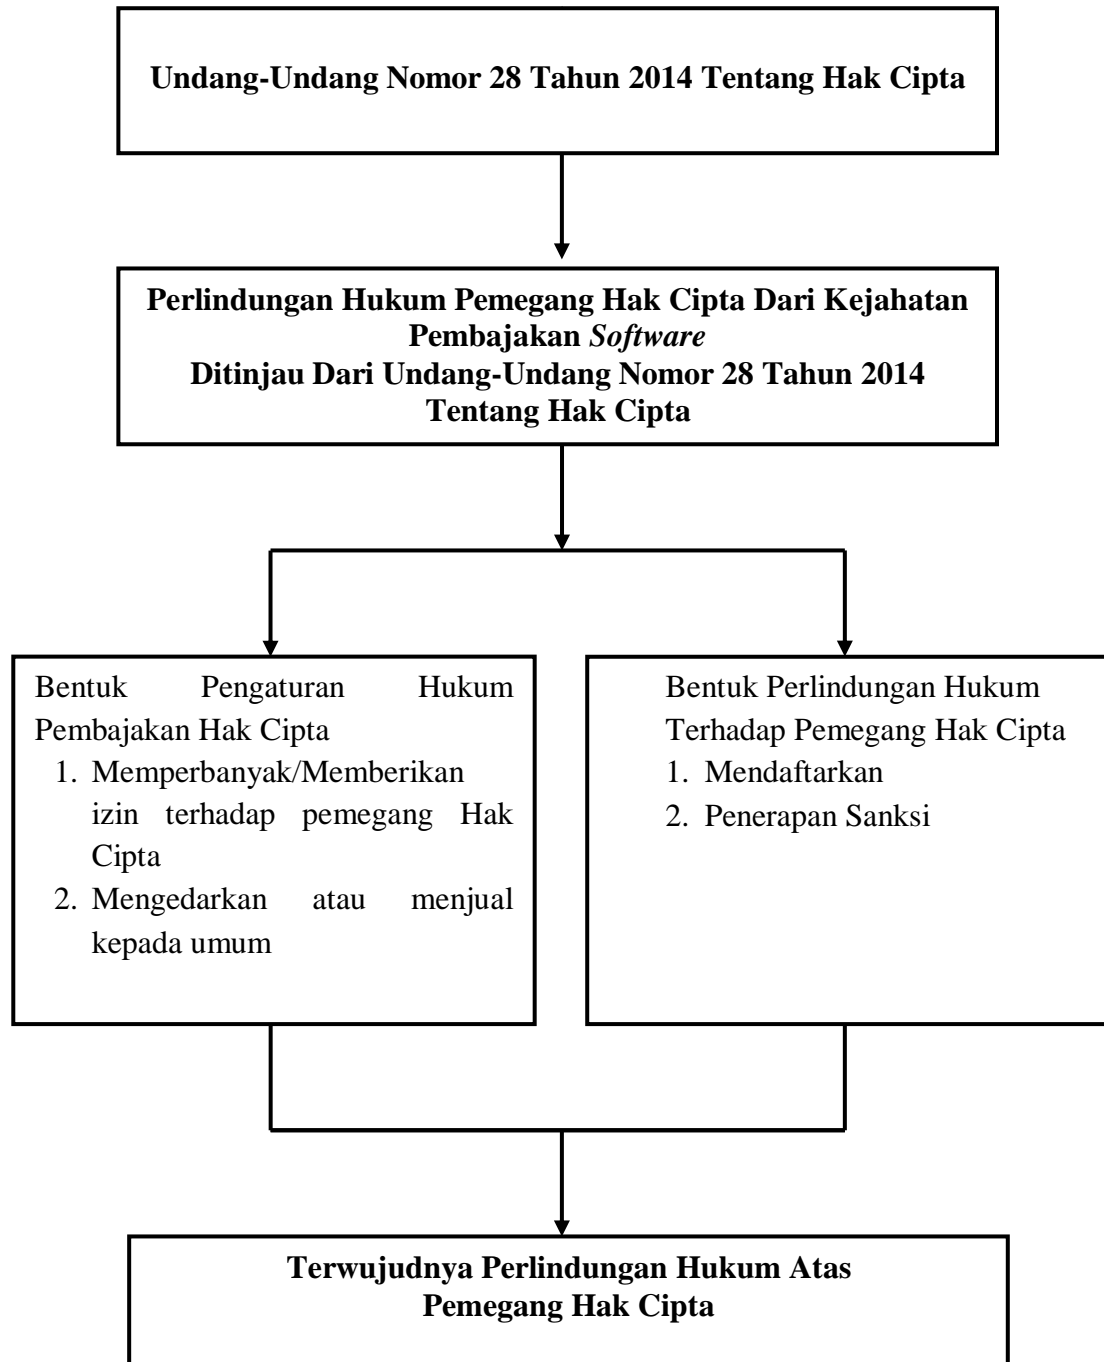 Undang-Undang Nomor 28 Tahun 2014 Tentang Hak Cipta
Perlindungan Hukum Pemegang Hak Cipta Dari Kejahatan
Pembajakan Software
Ditinjau Dari Undang-Undang Nomor 28 Tahun 2014
Tentang Hak Cipta
Bentuk Pengaturan Hukum
Pembajakan Hak Cipta
1. Memperbanyak/Memberikan
izin terhadap pemegang Hak
Cipta
2. Mengedarkan atau menjual
kepada umum
Bentuk Perlindungan Hukum
Terhadap Pemegang Hak Cipta
1. Mendaftarkan
2. Penerapan Sanksi
Terwujudnya Perlindungan Hukum Atas
Pemegang Hak Cipta